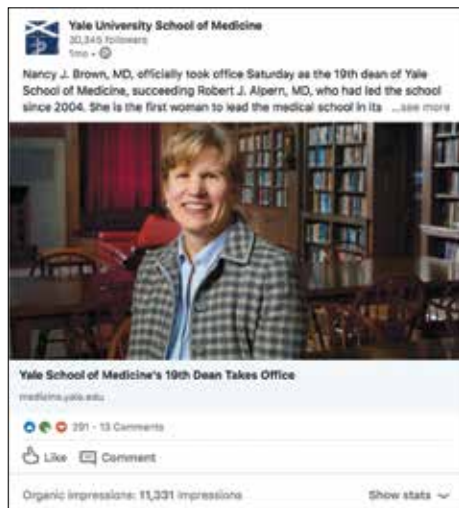 Yale University School of Medicine
30,345 followers
1mo •
Nancy J. Brown, MD, officially took office Saturday as the 19th dean of Yale
School of Medicine, succeeding Robert J. Alpern, MD, who had led the school
since 2004. She is the first woman to lead the medical school in its ...see more
Yale School of Medicine's 19th Dean Takes Office
medicine.yale.edu
291 · 13 Comments
Like Comment
Organic impressions: 11,331 impressions Show stats